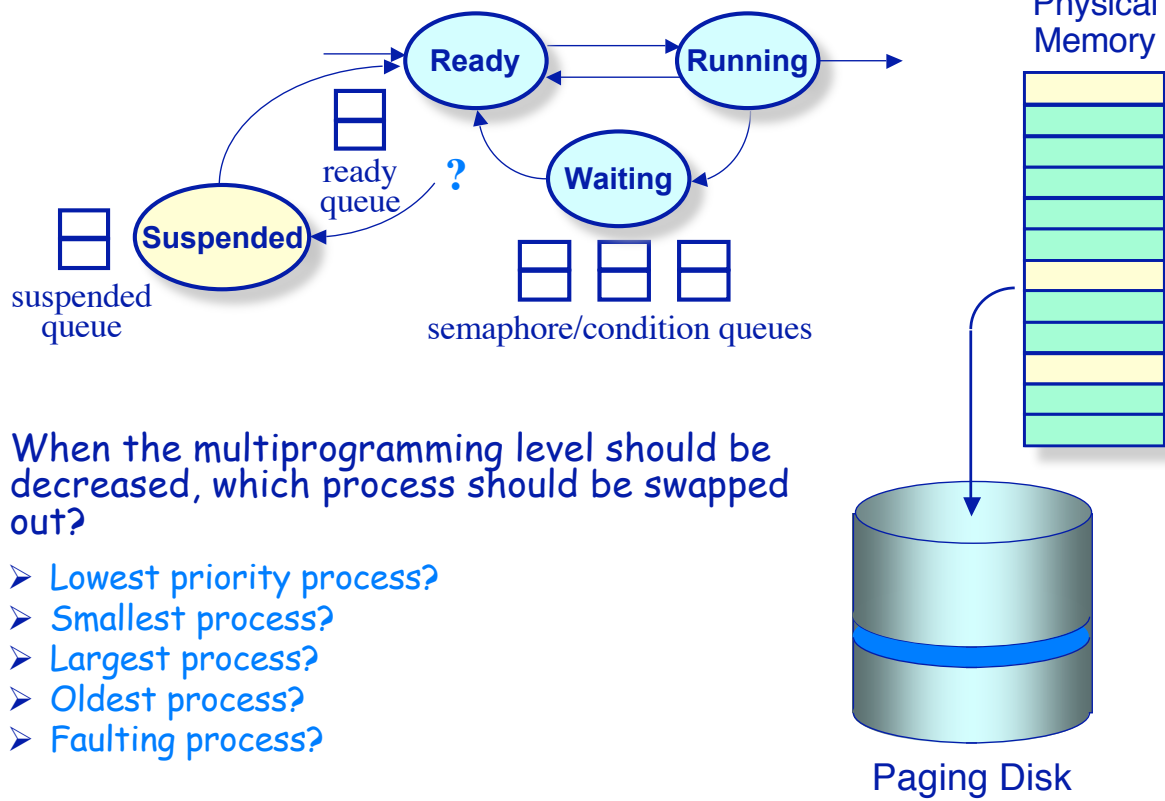 Physical
Memory
Ready
Running
ready
queue
?
Waiting
Suspended
suspended
queue
semaphore/condition queues
When the multiprogramming level should be
decreased, which process should be swapped
out?
➢ Lowest priority process?
➢ Smallest process?
➢ Largest process?
➢ Oldest process?
➢ Faulting process?
Paging Disk